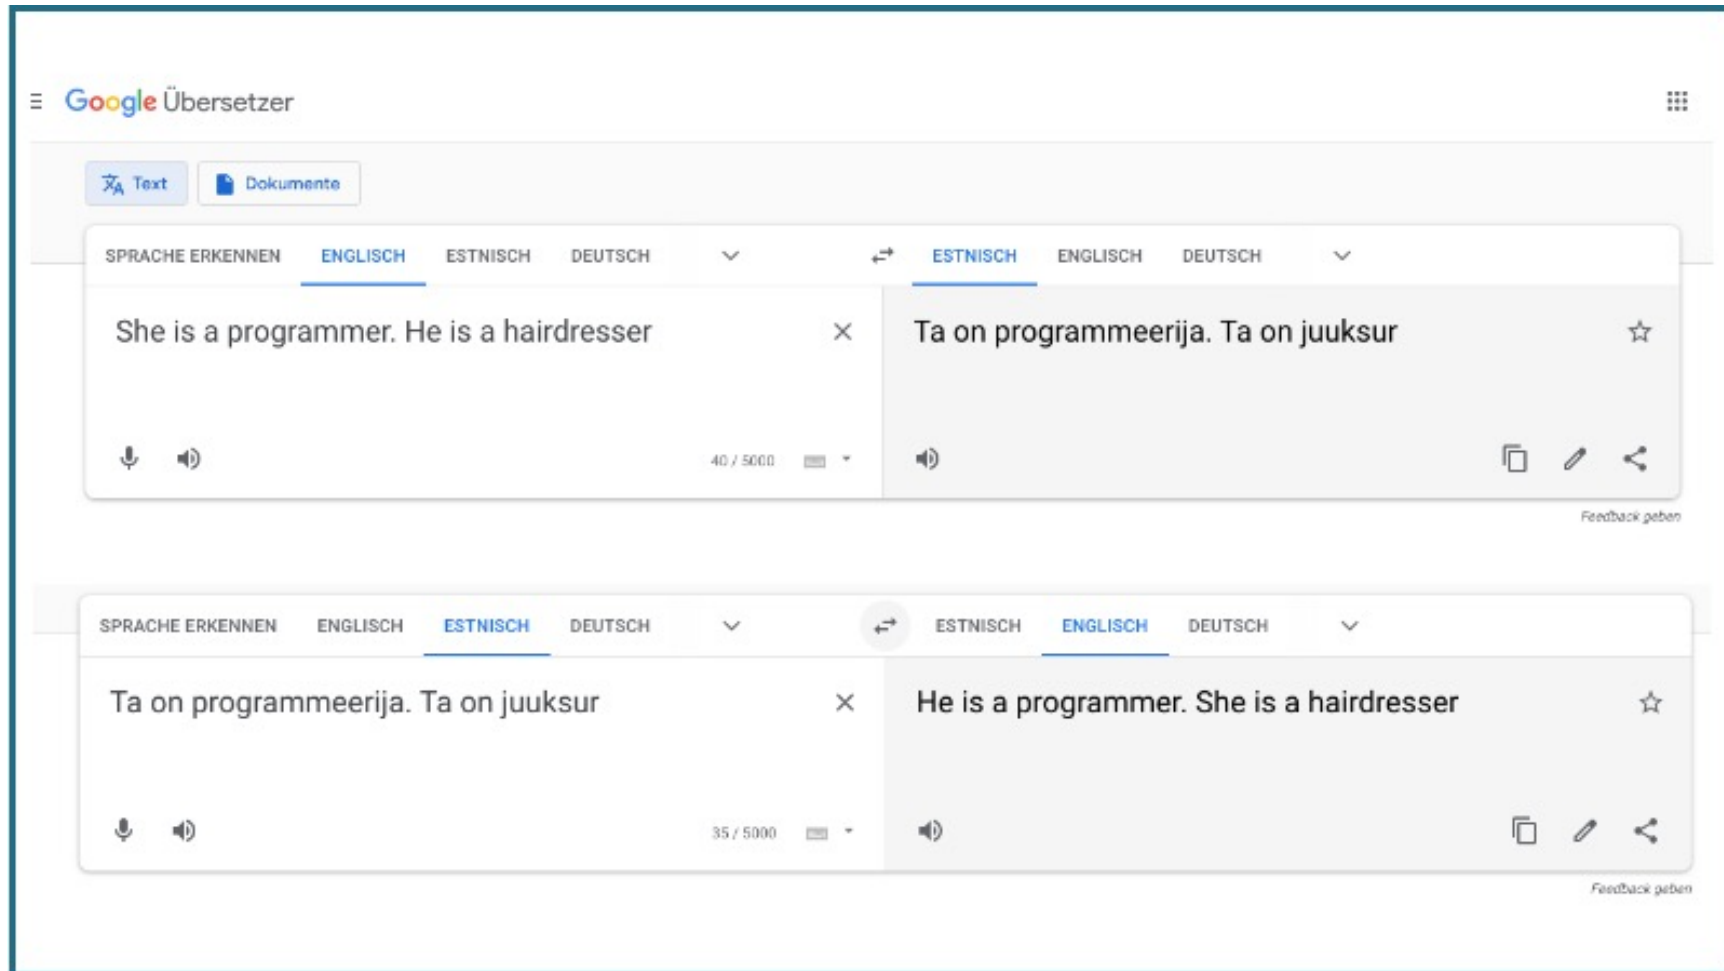 Google Übersetzer
Text Dokumente
SPRACHE ERKENNEN ENGLISCH ESTNISCH DEUTSCH ESTNISCH ENGLISCH DEUTSCH
She is a programmer. He is a hairdresser Ta on programmeerija. Ta on juuksur
40 / 5000
Feedback geben
SPRACHE ERKENNEN ENGLISCH ESTNISCH DEUTSCH ESTNISCH ENGLISCH DEUTSCH
Ta on programmeerija. Ta on juuksur He is a programmer. She is a hairdresser
35 / 5000
Feedback geben